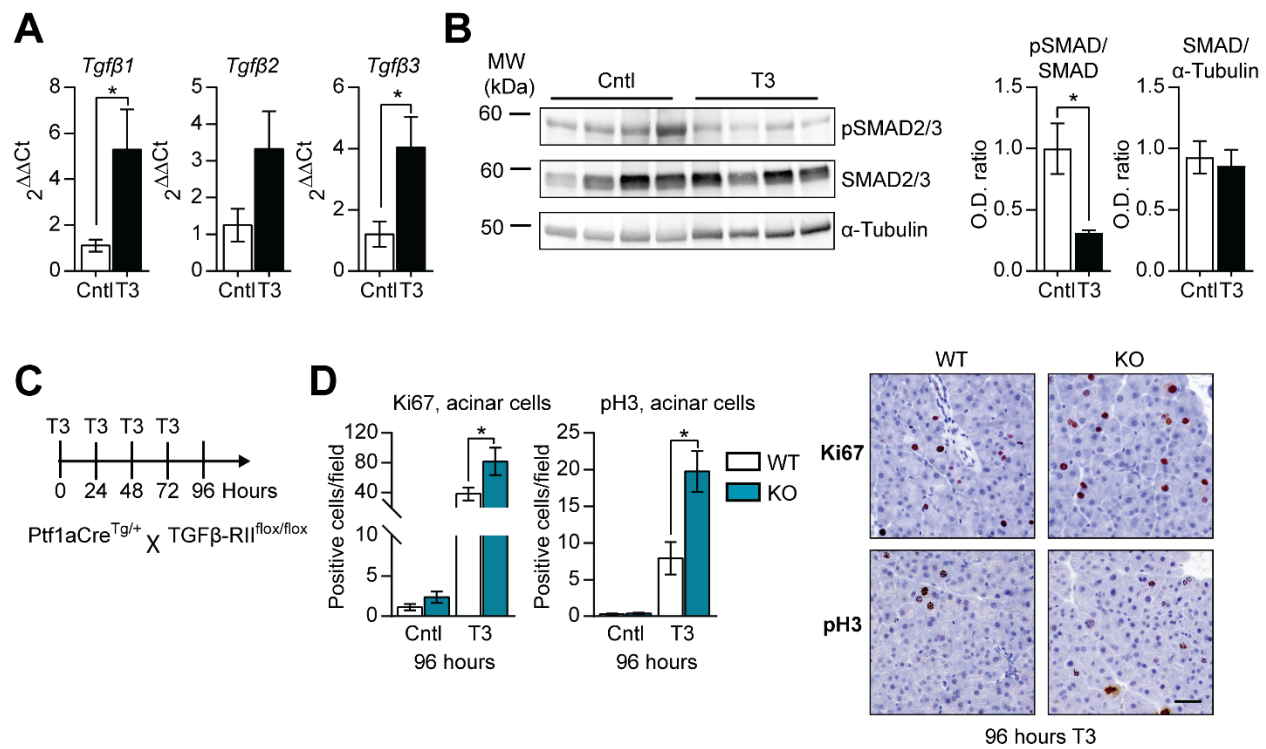 A
Tgfβ1
Tgfβ2
Tgfβ3
8
6
4
2
0
2^ΔΔCt
Cntl T3
5
4
3
2
1
0
2^ΔΔCt
Cntl T3
6
4
2
0
2^ΔΔCt
Cntl T3
*
*
B
MW
(kDa)
Cntl
T3
60
pSMAD2/3
60
SMAD2/3
50
α-Tubulin
pSMAD/
SMAD
1.5
1.0
0.5
0.0
O.D. ratio
*
Cntl T3
SMAD/
α-Tubulin
1.5
1.0
0.5
0.0
O.D. ratio
Cntl T3
C
T3 T3 T3 T3
0 24 48 72 96 Hours
Ptf1aCre^Tg/+ X TGFβ-RII^flox/flox
D
Ki67, acinar cells
120
80
40
10
5
0
Positive cells/field
*
Cntl T3
96 hours
pH3, acinar cells
25
20
15
10
5
0
Positive cells/field
*
Cntl T3
96 hours
WT
KO
WT KO
Ki67
pH3
96 hours T3